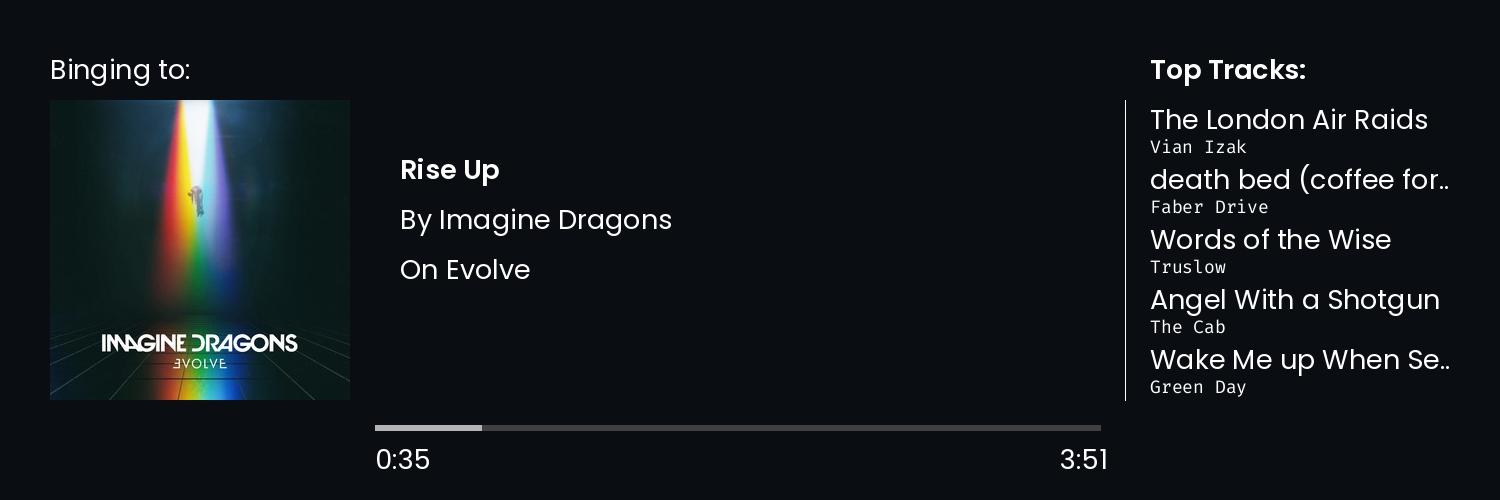 Binging to:
IMAGINE DRAGONS
EVOLVE
Rise Up
By Imagine Dragons
On Evolve
0:35
3:51
Top Tracks:
The London Air Raids
Vian Izak
death bed (coffee for..
Faber Drive
Words of the Wise
Truslow
Angel With a Shotgun
The Cab
Wake Me up When Se..
Green Day